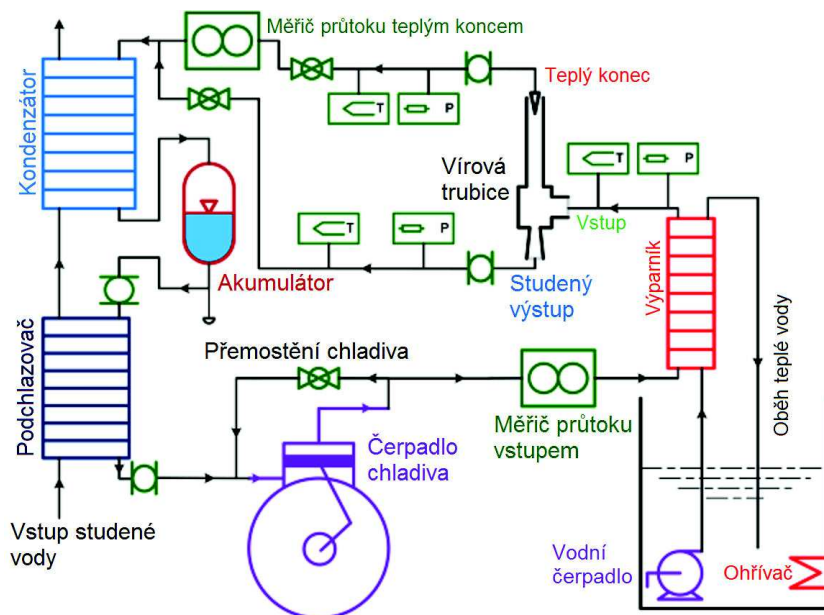 Měřič průtoku teplým koncem
Teplý konec
Kondenzátor
T
P
T
P
Vírová
trubice
Vstup
T
P
Akumulátor
Studený
výstup
Výparník
Oběh teplé vody
Podchlazovač
Přemostění chladiva
Měřič průtoku
vstupem
Čerpadlo
chladiva
Vstup studené
vody
Vodní
čerpadlo
Ohřívač